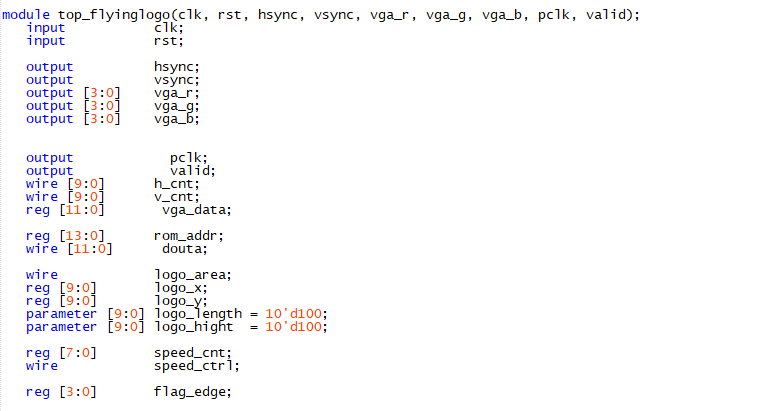 module top_flyinglogo(clk, rst, hsync, vsync, vga_r, vga_g, vga_b, pclk, valid);
input clk;
input rst;
output hsync;
output vsync;
output [3:0] vga_r;
output [3:0] vga_g;
output [3:0] vga_b;
output pclk;
output valid;
wire [9:0] h_cnt;
wire [9:0] v_cnt;
reg [11:0] vga_data;
reg [13:0] rom_addr;
wire [11:0] douta;
wire logo_area;
reg [9:0] logo_x;
reg [9:0] logo_y;
parameter [9:0] logo_length = 10'd100;
parameter [9:0] logo_hight = 10'd100;
reg [7:0] speed_cnt;
wire speed_ctrl;
reg [3:0] flag_edge;